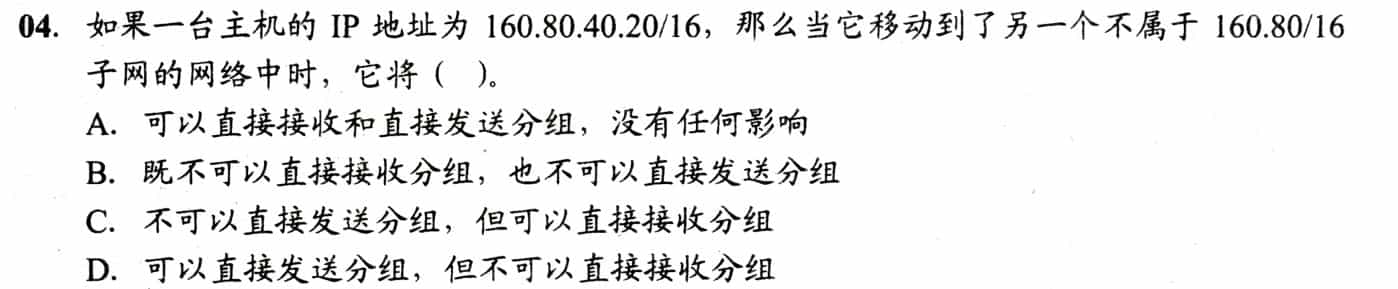 04. 如果一台主机的 IP 地址为 160.80.40.20/16，那么当它移动到了另一个不属于 160.80/16
子网的网络中时，它将（　）。
A. 可以直接接收和直接发送分组，没有任何影响
B. 既不可以直接接收分组，也不可以直接发送分组
C. 不可以直接发送分组，但可以直接接收分组
D. 可以直接发送分组，但不可以直接接收分组